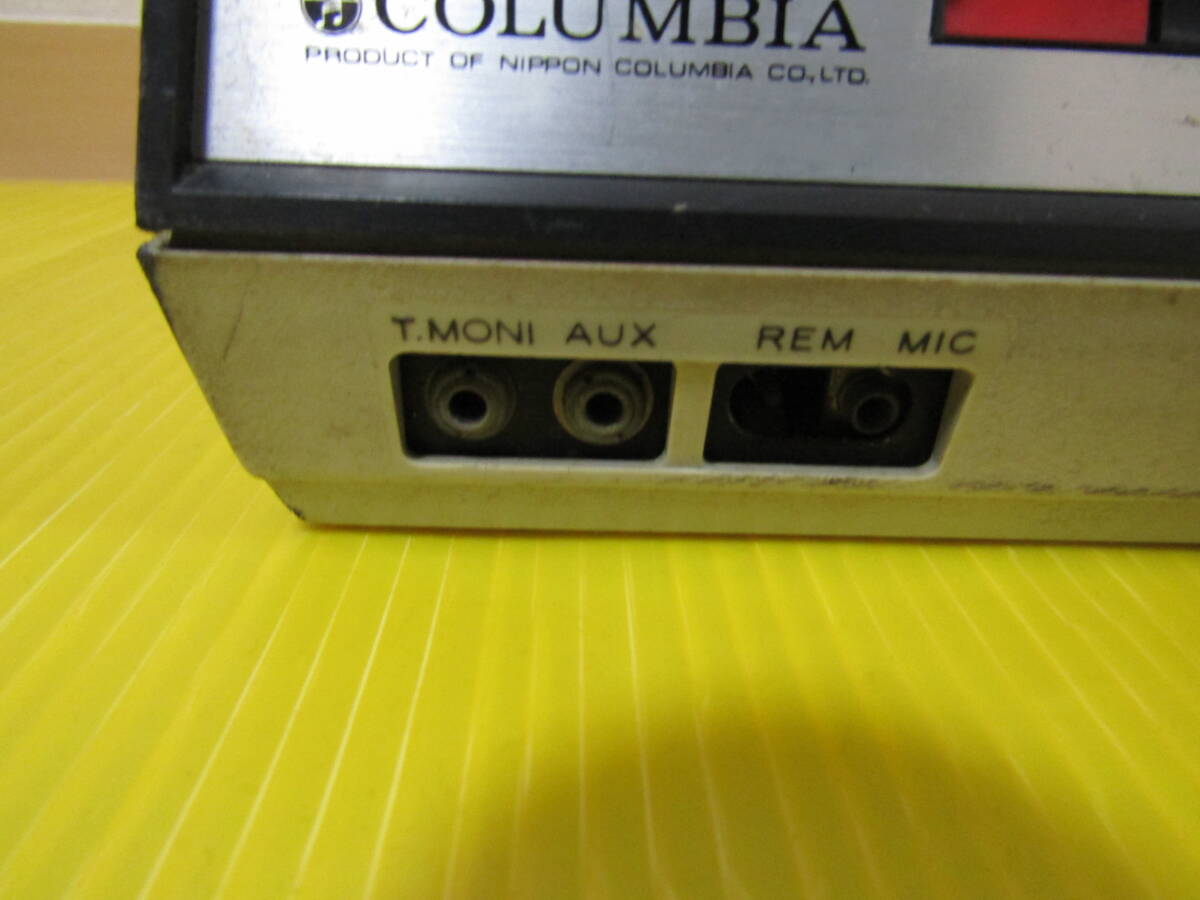 COLUMBIA
PRODUCT OF NIPPON COLUMBIA CO., LTD.
T.MONI AUX REM MIC